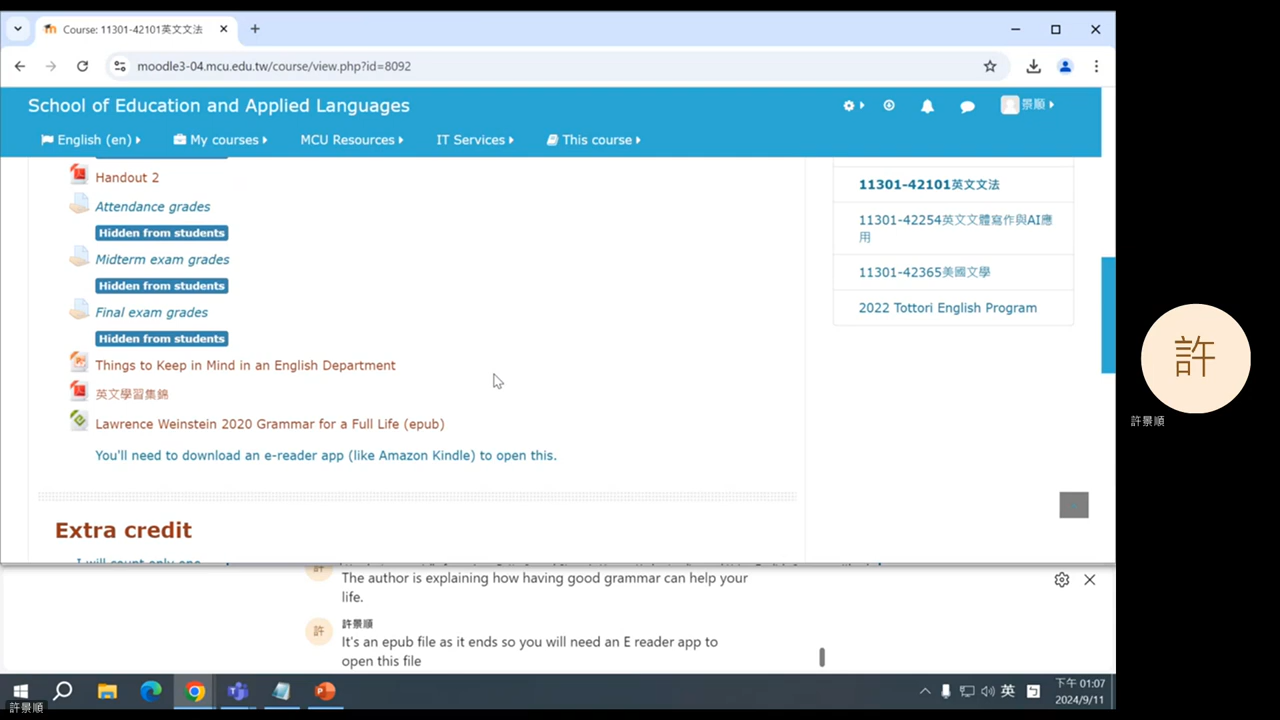 Course: 11301-42101英文文法
moodle3-04.mcu.edu.tw/course/view.php?id=8092
School of Education and Applied Languages
景順
English (en)
My courses
MCU Resources
IT Services
This course
Handout 2
Attendance grades
Hidden from students
Midterm exam grades
Hidden from students
Final exam grades
Hidden from students
Things to Keep in Mind in an English Department
英文學習集錦
Lawrence Weinstein 2020 Grammar for a Full Life (epub)
You'll need to download an e-reader app (like Amazon Kindle) to open this.
Extra credit
I will count only one
11301-42101英文文法
11301-42254英文文體寫作與AI應
用
11301-42365美國文學
2022 Tottori English Program
許
許景順
許
The author is explaining how having good grammar can help your
life.
許
許景順
It's an epub file as it ends so you will need an E reader app to
open this file
英
下午 01:07
2024/9/11
許景順